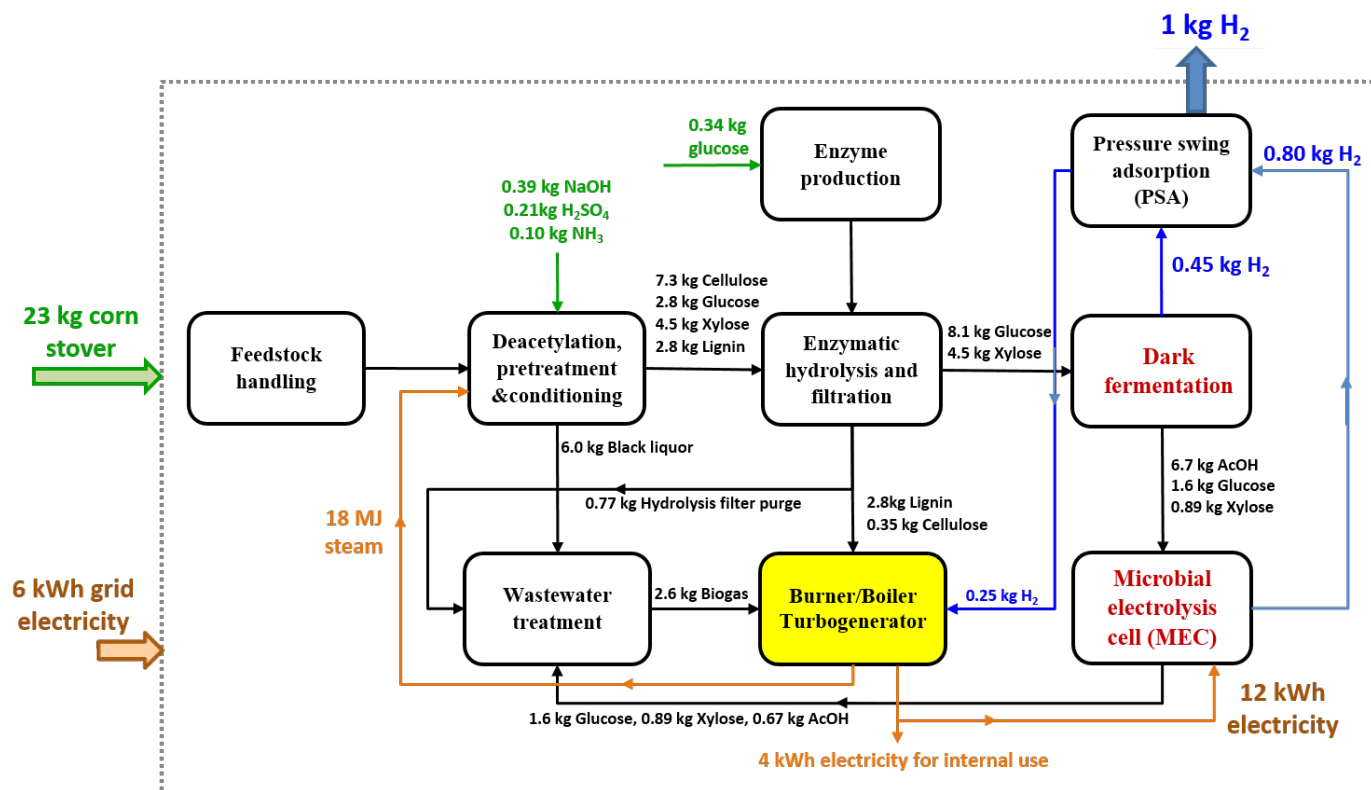 1 kg H₂
0.34 kg
glucose
Enzyme
production
Pressure swing
adsorption
(PSA)
0.80 kg H₂
0.39 kg NaOH
0.21kg H₂SO₄
0.10 kg NH₃
0.45 kg H₂
23 kg corn
stover
Feedstock
handling
Deacetylation,
pretreatment
&conditioning
7.3 kg Cellulose
2.8 kg Glucose
4.5 kg Xylose
2.8 kg Lignin
Enzymatic
hydrolysis and
filtration
8.1 kg Glucose
4.5 kg Xylose
Dark
fermentation
6.0 kg Black liquor
0.77 kg Hydrolysis filter purge
2.8kg Lignin
0.35 kg Cellulose
6.7 kg AcOH
1.6 kg Glucose
0.89 kg Xylose
18 MJ
steam
6 kWh grid
electricity
Wastewater
treatment
2.6 kg Biogas
Burner/Boiler
Turbogenerator
0.25 kg H₂
Microbial
electrolysis
cell (MEC)
1.6 kg Glucose, 0.89 kg Xylose, 0.67 kg AcOH
12 kWh
electricity
4 kWh electricity for internal use